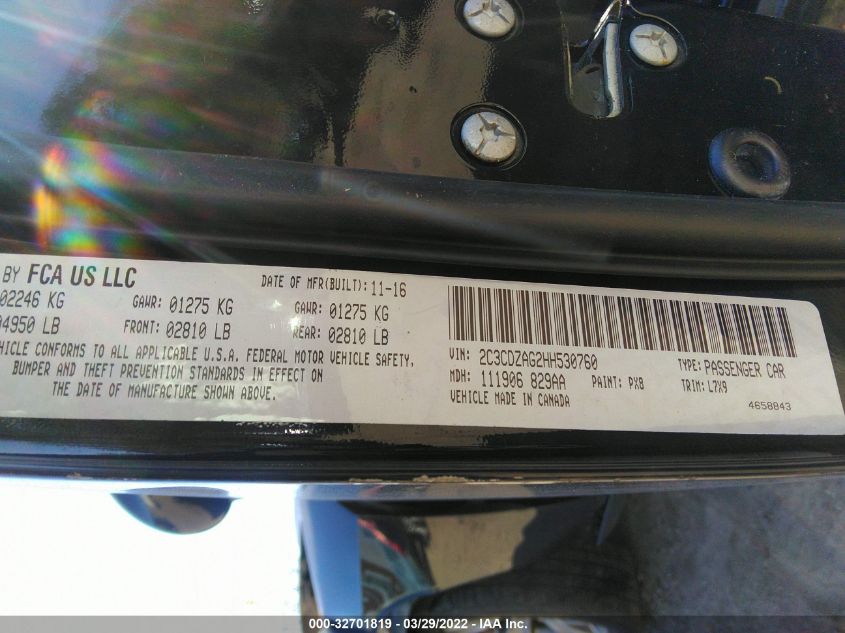 BY FCA US LLC DATE OF MFR(BUILT): 11-16
02246 KG GAWR: 01275 KG GAWR: 01275 KG
04950 LB FRONT: 02810 LB REAR: 02810 LB
VEHICLE CONFORMS TO ALL APPLICABLE U.S.A. FEDERAL MOTOR VEHICLE SAFETY,
BUMPER AND THEFT PREVENTION STANDARDS IN EFFECT ON
THE DATE OF MANUFACTURE SHOWN ABOVE.
VIN: 2C3CDZAG2HH530760 TYPE: PASSENGER CAR
MDH: 111906 829AA PAINT: PX8 TRIM: L7X9
VEHICLE MADE IN CANADA 4658843
000-32701819 - 03/29/2022 - IAA Inc.